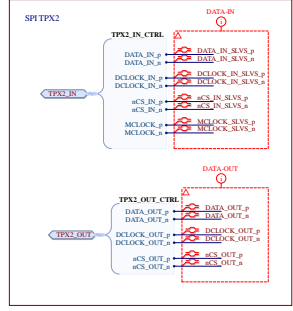 DATA-IN
i
SPI TPX2
TPX2_IN_CTRL
DATA_IN_p DATA_IN_SLVS_p
DATA_IN_n DATA_IN_SLVS_n
DCLOCK_IN_p DCLOCK_IN_SLVS_p
DCLOCK_IN_n DCLOCK_IN_SLVS_n
TPX2_IN
nCS_IN_p nCS_IN_SLVS_p
nCS_IN_n nCS_IN_SLVS_n
MCLOCK_p MCLOCK_SLVS_p
MCLOCK_n MCLOCK_SLVS_n
DATA-OUT
i
TPX2_OUT_CTRL
DATA_OUT_p DATA_OUT_p
DATA_OUT_n DATA_OUT_n
TPX2_OUT
DCLOCK_OUT_p DCLOCK_OUT_p
DCLOCK_OUT_n DCLOCK_OUT_n
nCS_OUT_p nCS_OUT_p
nCS_OUT_n nCS_OUT_n